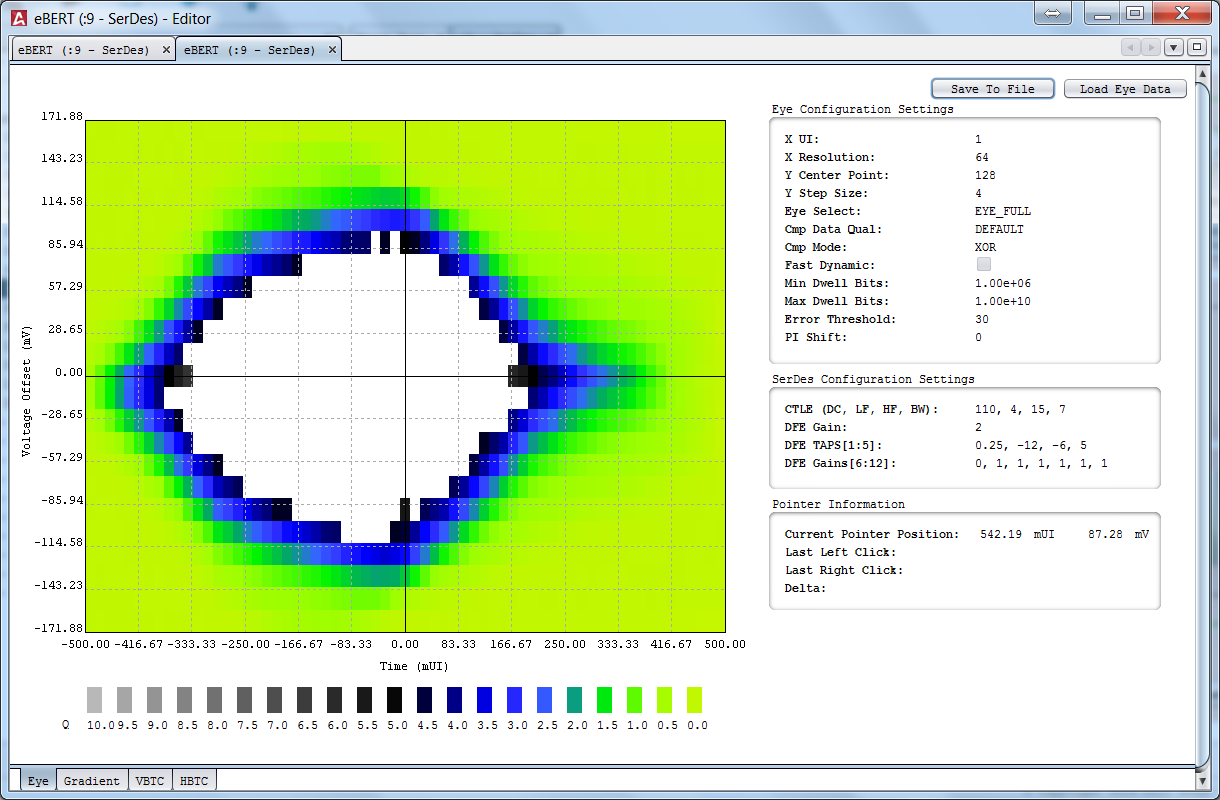 eBERT (:9 - SerDes) - Editor
eBERT (:9 - SerDes) eBERT (:9 - SerDes)
Save To File Load Eye Data
Eye Configuration Settings
X UI: 1
X Resolution: 64
Y Center Point: 128
Y Step Size: 4
Eye Select: EYE_FULL
Cmp Data Qual: DEFAULT
Cmp Mode: XOR
Fast Dynamic:
Min Dwell Bits: 1.00e+06
Max Dwell Bits: 1.00e+10
Error Threshold: 30
PI Shift: 0
SerDes Configuration Settings
CTLE (DC, LF, HF, BW): 110, 4, 15, 7
DFE Gain: 2
DFE TAPS[1:5]: 0.25, -12, -6, 5
DFE Gains[6:12]: 0, 1, 1, 1, 1, 1, 1
Pointer Information
Current Pointer Position: 542.19 mUI 87.28 mV
Last Left Click:
Last Right Click:
Delta:
171.88
143.23
114.58
85.94
57.29
28.65
0.00
-28.65
-57.29
-85.94
-114.58
-143.23
-171.88
Voltage Offset (mV)
-500.00 -416.67 -333.33 -250.00 -166.67 -83.33 0.00 83.33 166.67 250.00 333.33 416.67 500.00
Time (mUI)
Q 10.0 9.5 9.0 8.5 8.0 7.5 7.0 6.5 6.0 5.5 5.0 4.5 4.0 3.5 3.0 2.5 2.0 1.5 1.0 0.5 0.0
Eye Gradient VBTC HBTC